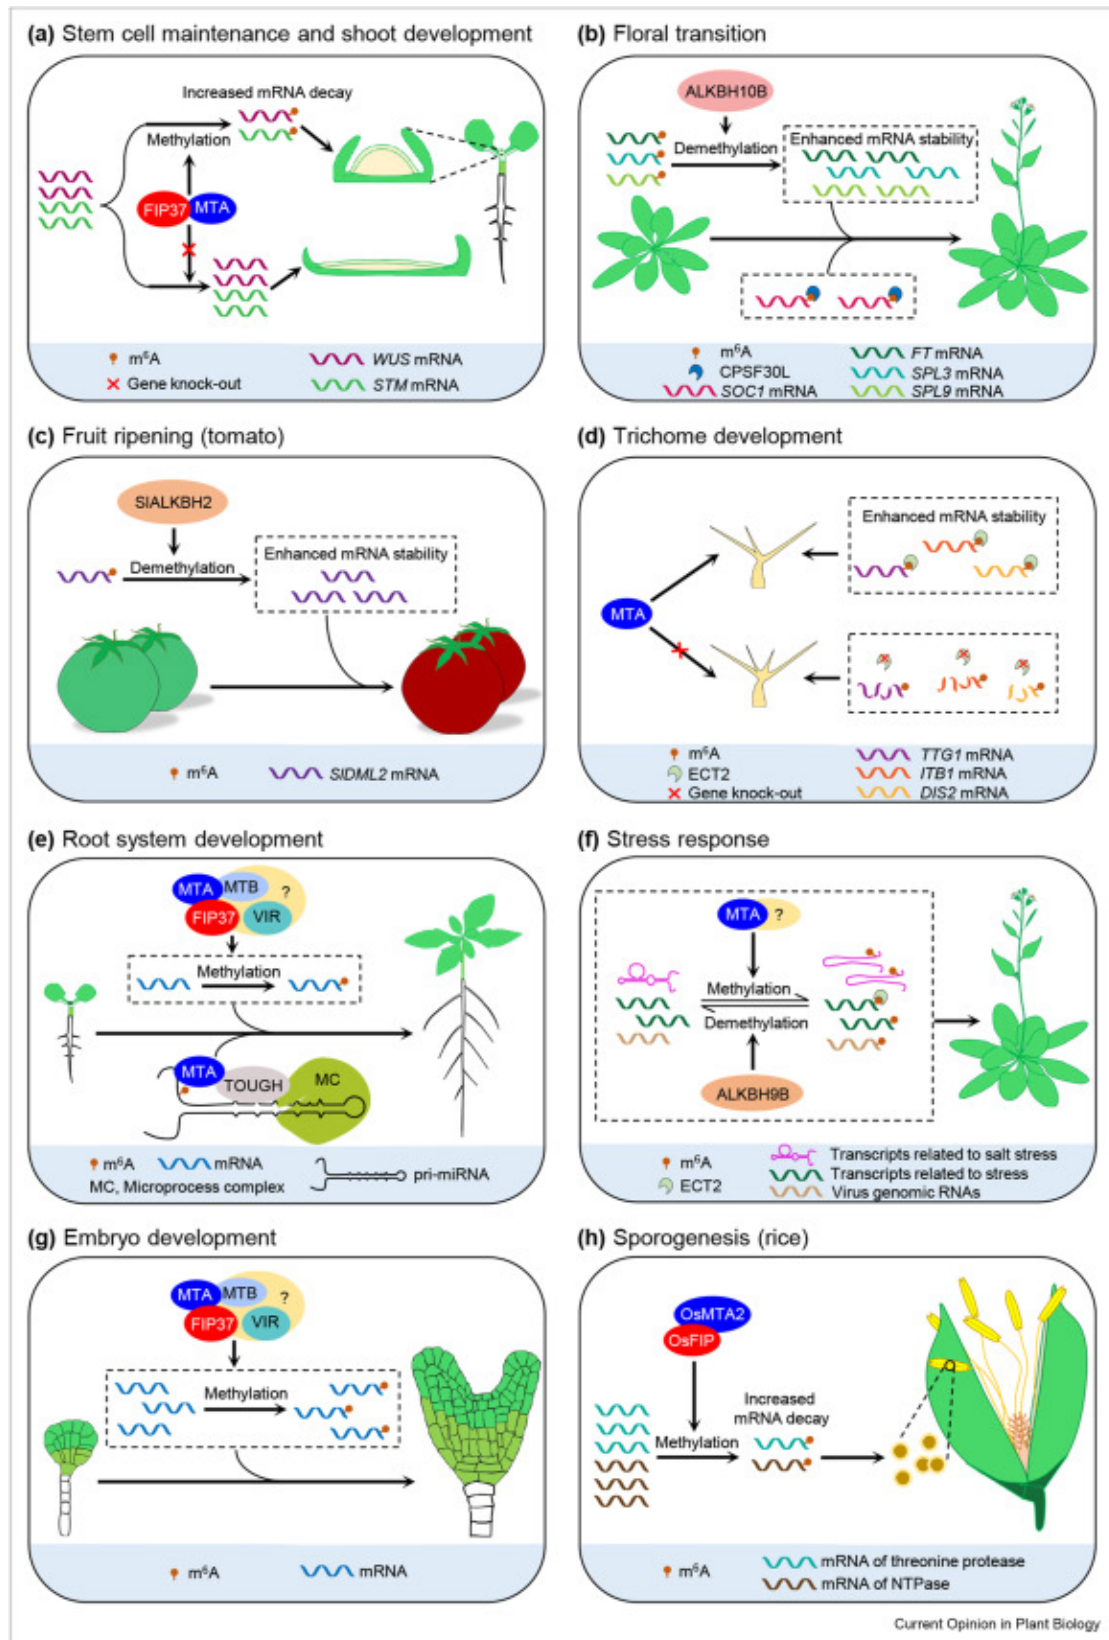 (a) Stem cell maintenance and shoot development
Increased mRNA decay
Methylation
FIP37
MTA
m⁶A
WUS mRNA
Gene knock-out
STM mRNA
(b) Floral transition
ALKBH10B
Demethylation
Enhanced mRNA stability
m⁶A
FT mRNA
CPSF30L
SPL3 mRNA
SOC1 mRNA
SPL9 mRNA
(c) Fruit ripening (tomato)
SlALKBH2
Demethylation
Enhanced mRNA stability
m⁶A
SlDML2 mRNA
(d) Trichome development
Enhanced mRNA stability
MTA
m⁶A
TTG1 mRNA
ECT2
ITB1 mRNA
Gene knock-out
DIS2 mRNA
(e) Root system development
MTA
MTB
?
FIP37
VIR
Methylation
MTA
TOUGH
MC
m⁶A
mRNA
pri-miRNA
MC, Microprocess complex
(f) Stress response
MTA
?
Methylation
Demethylation
ALKBH9B
m⁶A
Transcripts related to salt stress
ECT2
Transcripts related to stress
Virus genomic RNAs
(g) Embryo development
MTA
MTB
?
FIP37
VIR
Methylation
m⁶A
mRNA
(h) Sporogenesis (rice)
OsMTA2
OsFIP
Increased
mRNA decay
Methylation
m⁶A
mRNA of threonine protease
mRNA of NTPase
Current Opinion in Plant Biology